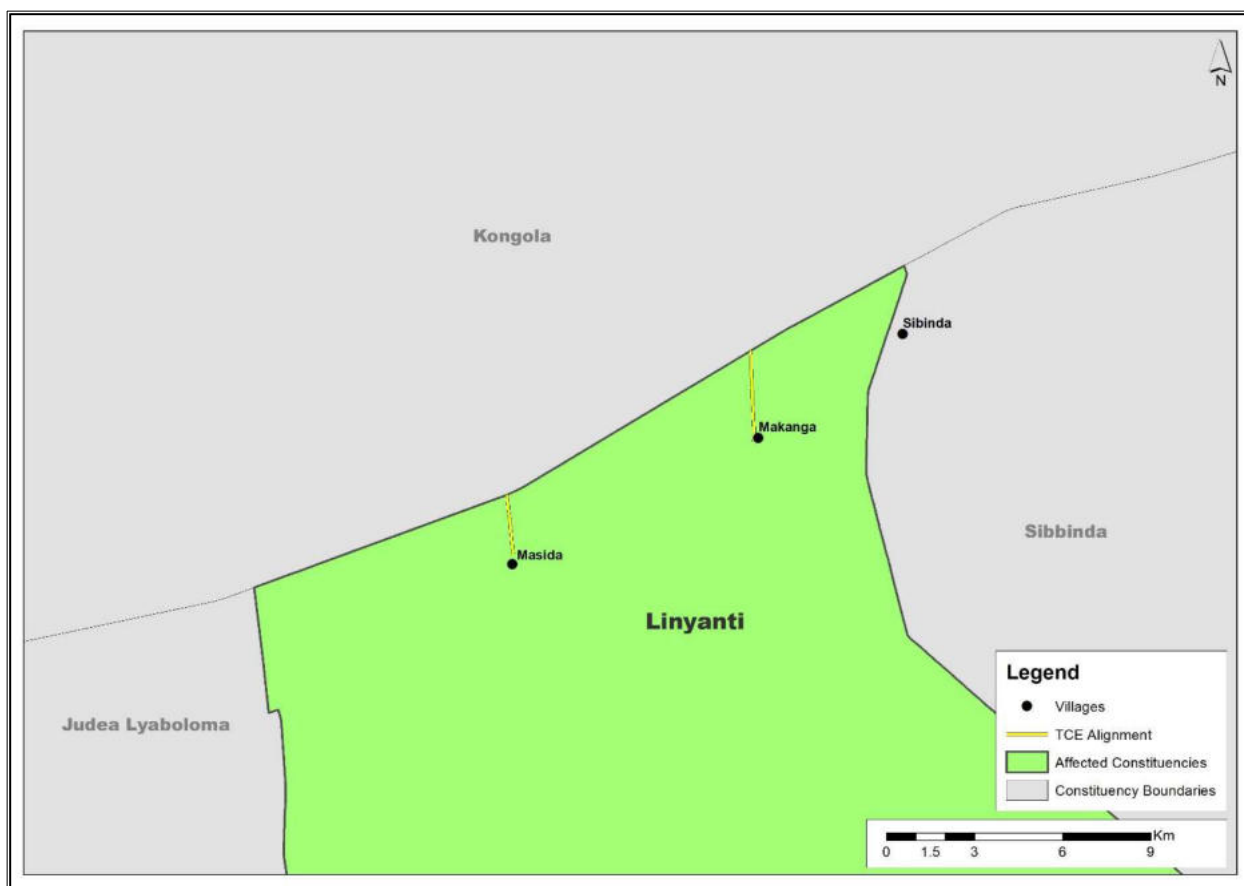 N
Kongola
Sibinda
Makanga
Sibbinda
Masida
Linyanti
Judea Lyaboloma
Legend
Villages
TCE Alignment
Affected Constituencies
Constituency Boundaries
Km
0 1.5 3 6 9